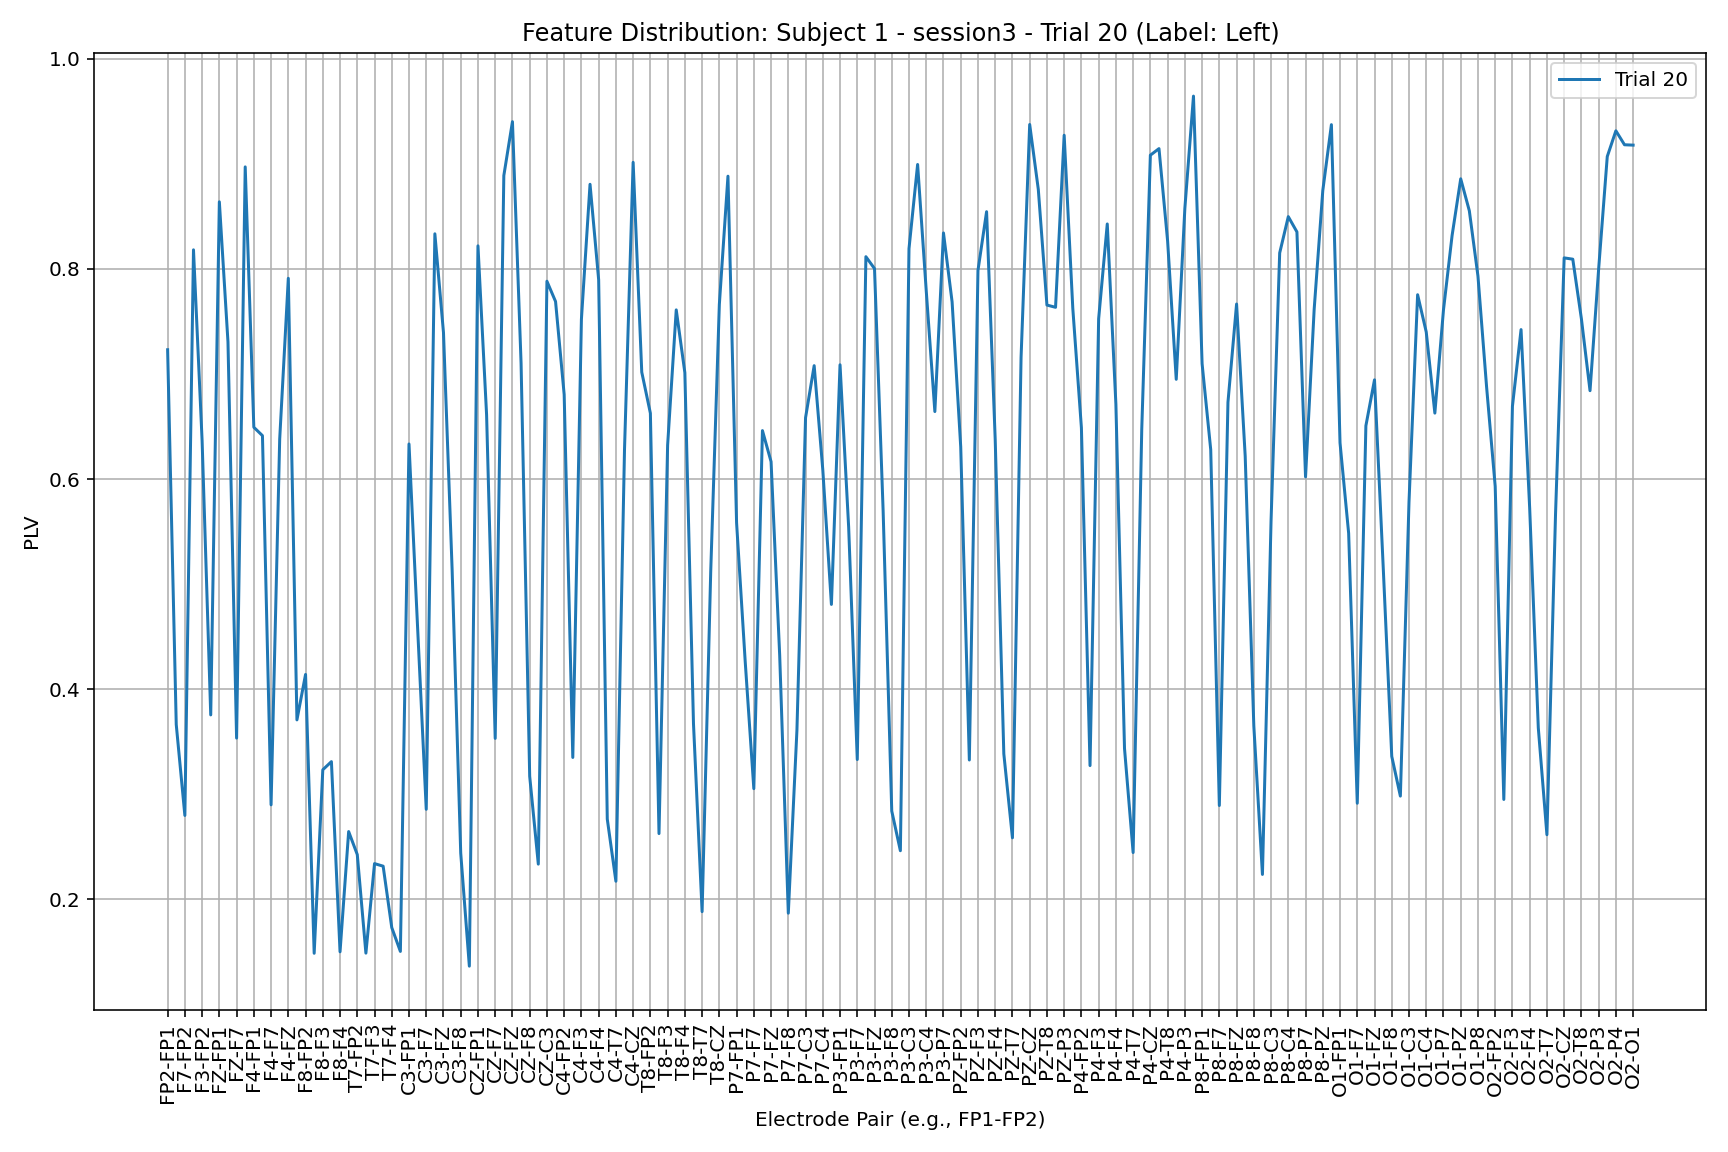 Feature Distribution: Subject 1 - session3 - Trial 20 (Label: Left)
Trial 20
1.0
0.8
0.6
0.4
0.2
PLV
FP2-FP1
F7-FP2
F3-FP2
FZ-FP1
FZ-F7
F4-FP1
F4-F7
F4-FZ
F8-FP2
F8-F3
F8-F4
T7-FP2
T7-F3
T7-F4
C3-FP1
C3-F7
C3-FZ
C3-F8
CZ-FP1
CZ-F7
CZ-FZ
CZ-F8
CZ-C3
C4-FP2
C4-F3
C4-F4
C4-T7
C4-CZ
T8-FP2
T8-F3
T8-F4
T8-T7
T8-CZ
P7-FP1
P7-F7
P7-FZ
P7-F8
P7-C3
P7-C4
P3-FP1
P3-F7
P3-FZ
P3-F8
P3-C3
P3-C4
P3-P7
PZ-FP2
PZ-F3
PZ-F4
PZ-T7
PZ-CZ
PZ-T8
PZ-P3
P4-FP2
P4-F3
P4-F4
P4-T7
P4-CZ
P4-T8
P4-P3
P8-FP1
P8-F7
P8-FZ
P8-F8
P8-C3
P8-C4
P8-P7
P8-PZ
O1-FP1
O1-F7
O1-FZ
O1-F8
O1-C3
O1-C4
O1-P7
O1-PZ
O1-P8
O2-FP2
O2-F3
O2-F4
O2-T7
O2-CZ
O2-T8
O2-P3
O2-P4
O2-O1
Electrode Pair (e.g., FP1-FP2)